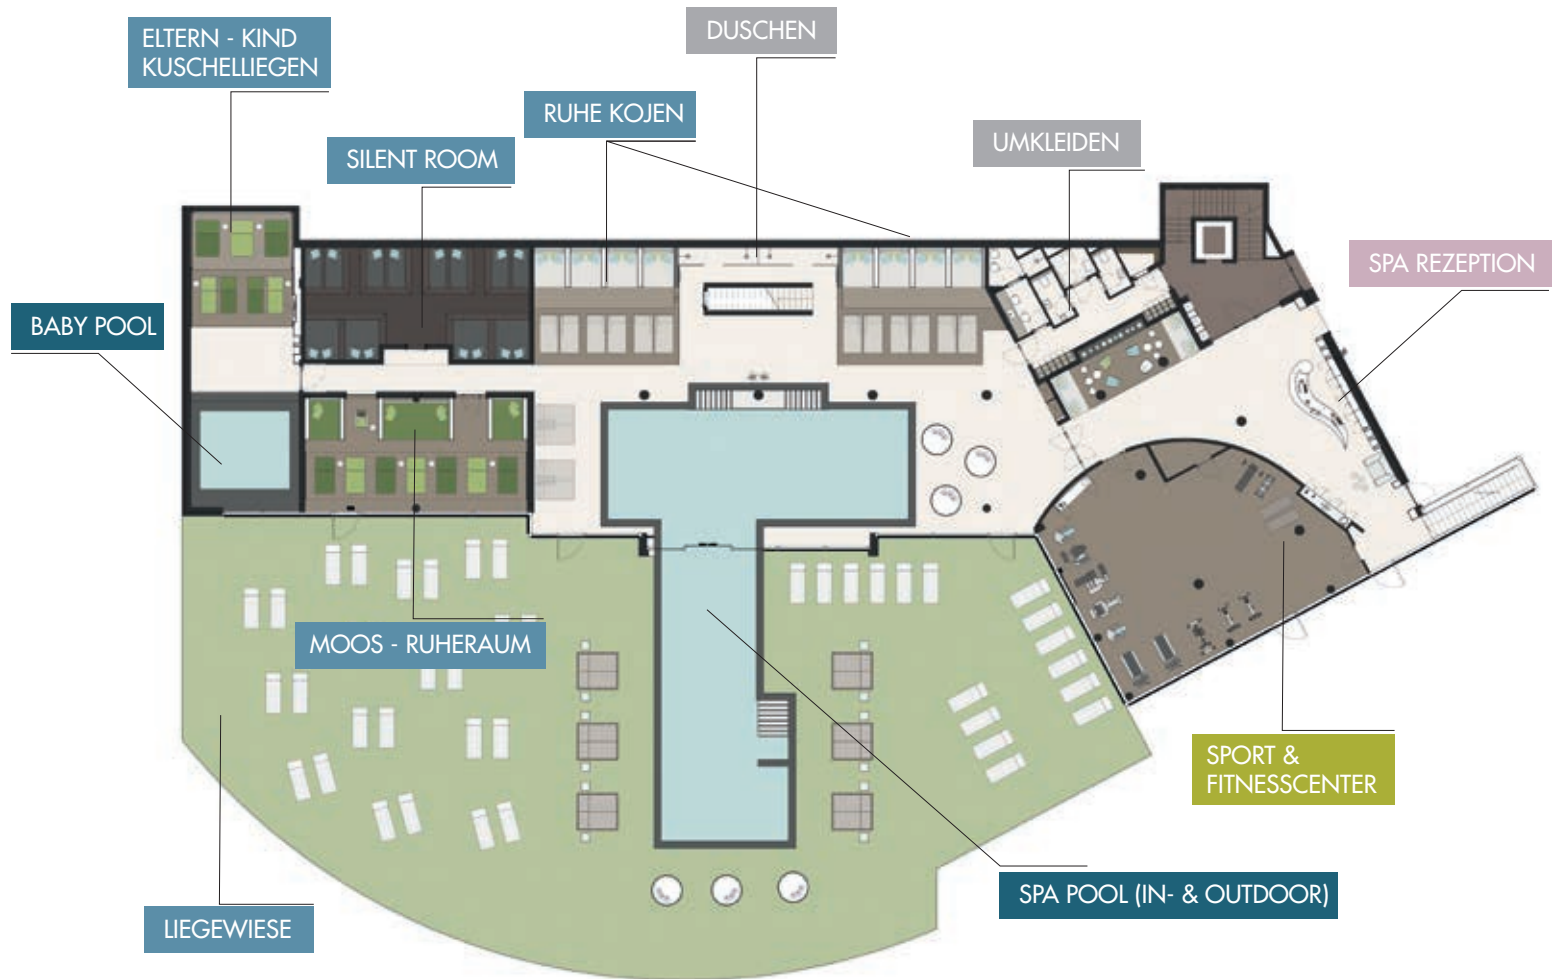 ELTERN - KIND
KUSCHELLIEGEN
DUSCHEN
RUHE KOJEN
UMKLEIDEN
SILENT ROOM
SPA REZEPTION
BABY POOL
MOOS - RUHERAUM
SPORT &
FITNESSCENTER
SPA POOL (IN- & OUTDOOR)
LIEGEWIESE